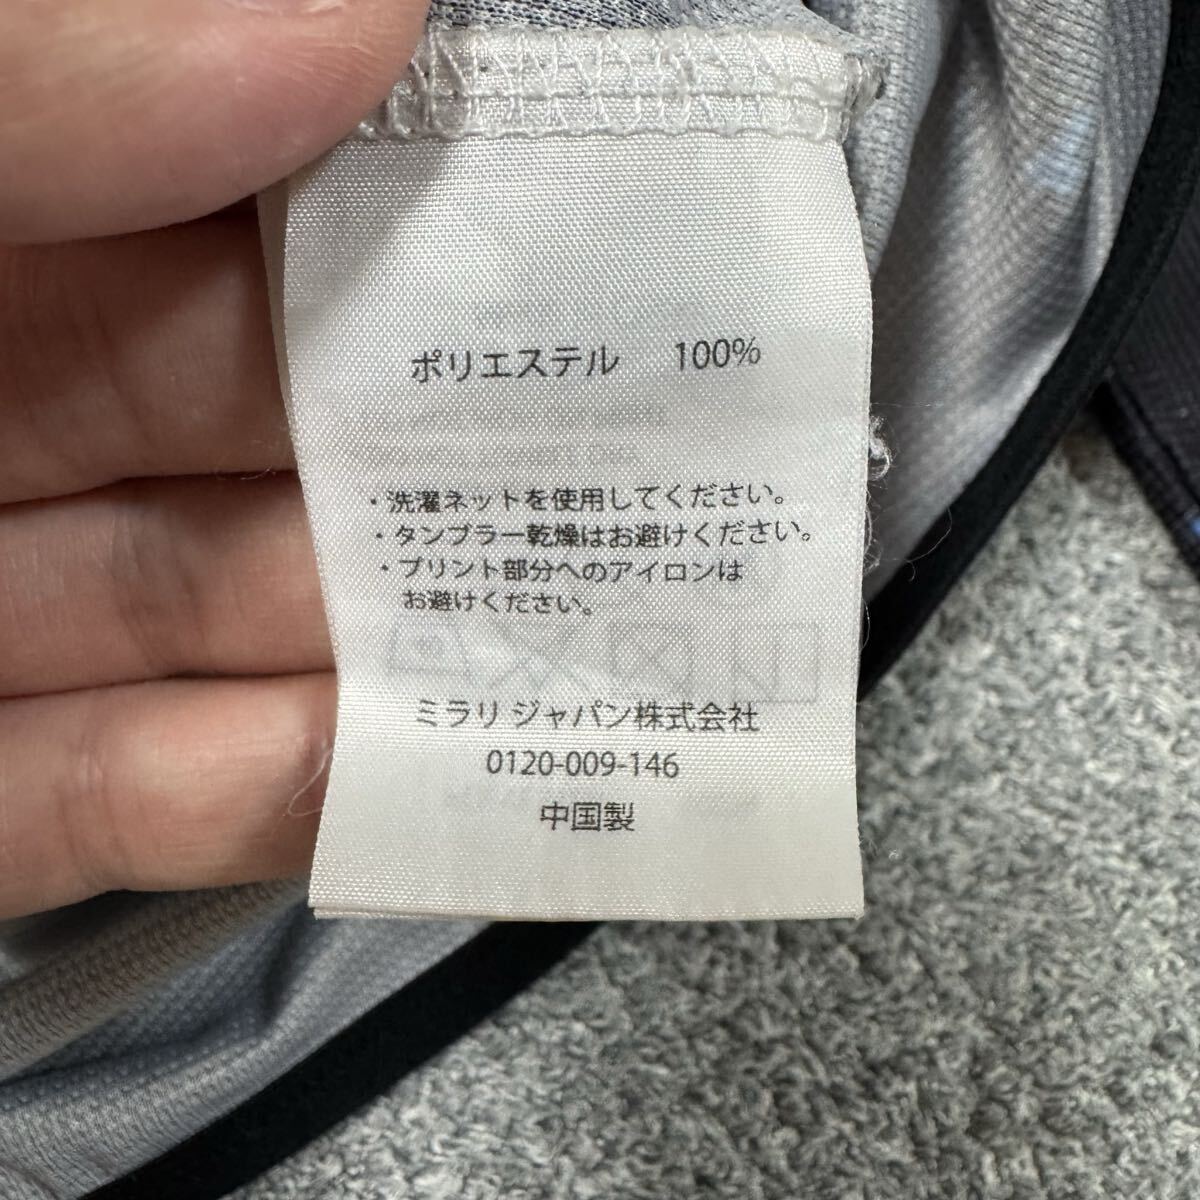 ポリエステル 100%
・洗濯ネットを使用してください。
・タンブラー乾燥はお避けください。
・プリント部分へのアイロンは
お避けください。
ミラリ ジャパン株式会社
0120-009-146
中国製